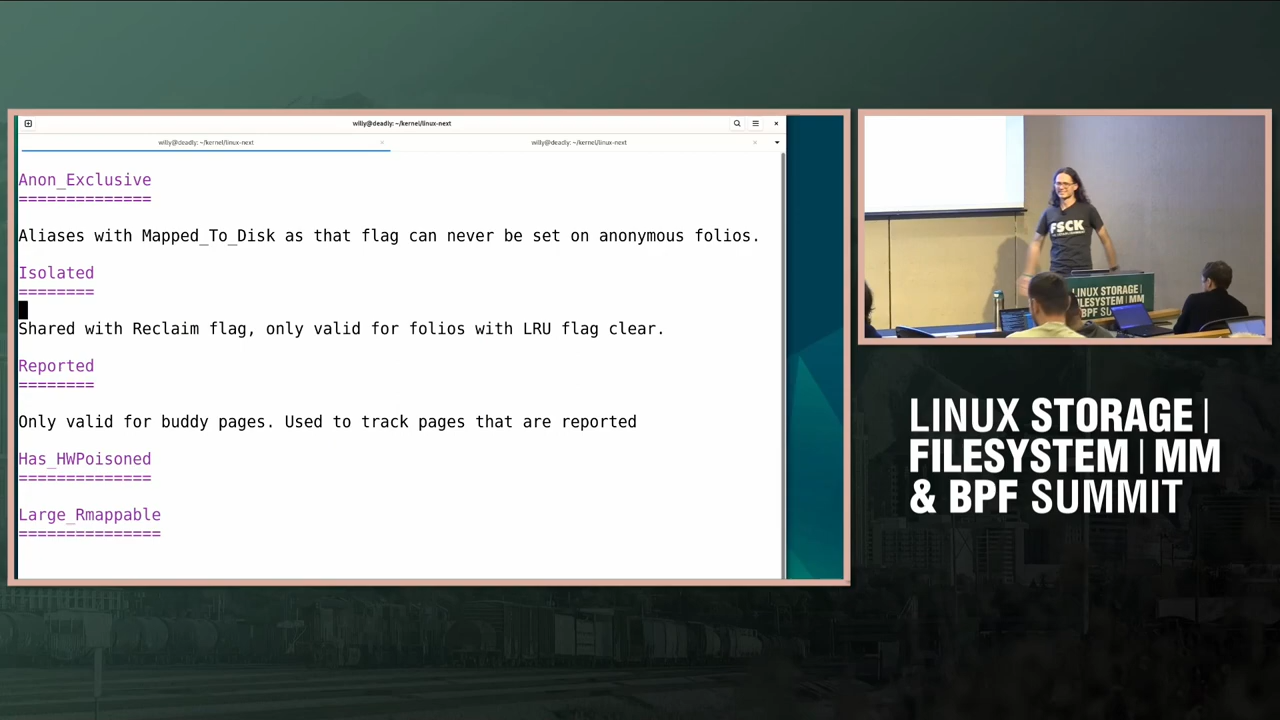 willy@deadly: ~/kernel/linux-next
willy@deadly: ~/kernel/linux-next
willy@deadly: ~/kernel/linux-next
Anon_Exclusive
==============
Aliases with Mapped_To_Disk as that flag can never be set on anonymous folios.
Isolated
========
Shared with Reclaim flag, only valid for folios with LRU flag clear.
Reported
========
Only valid for buddy pages. Used to track pages that are reported
Has_HWPoisoned
==============
Large_Rmappable
===============
FSCK
LINUX STORAGE|
FILESYSTEM|MM
& BPF SU
LINUX STORAGE|
FILESYSTEM|MM
& BPF SUMMIT